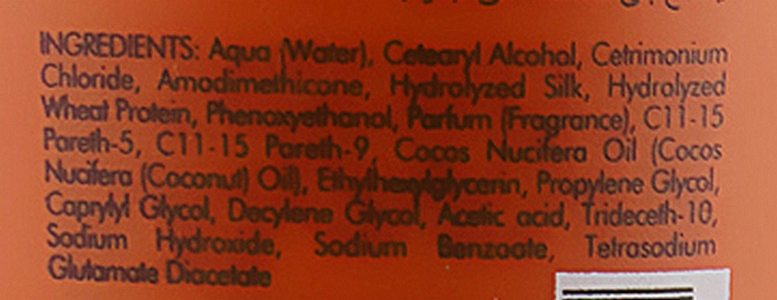 INGREDIENTS: Aqua (Water), Cetearyl Alcohol, Cetrimonium
Chloride, Amodimethicone, Hydrolyzed Silk, Hydrolyzed
Wheat Protein, Phenoxyethanol, Parfum (Fragrance), C11-15
Pareth-5, C11-15 Pareth-9, Cocos Nucifera Oil (Cocos
Nucifera (Coconut) Oil), Ethylhexylglycerin, Propylene Glycol,
Caprylyl Glycol, Decylene Glycol, Acetic acid, Trideceth-10,
Sodium Hydroxide, Sodium Benzoate, Tetrasodium
Glutamate Diacetate